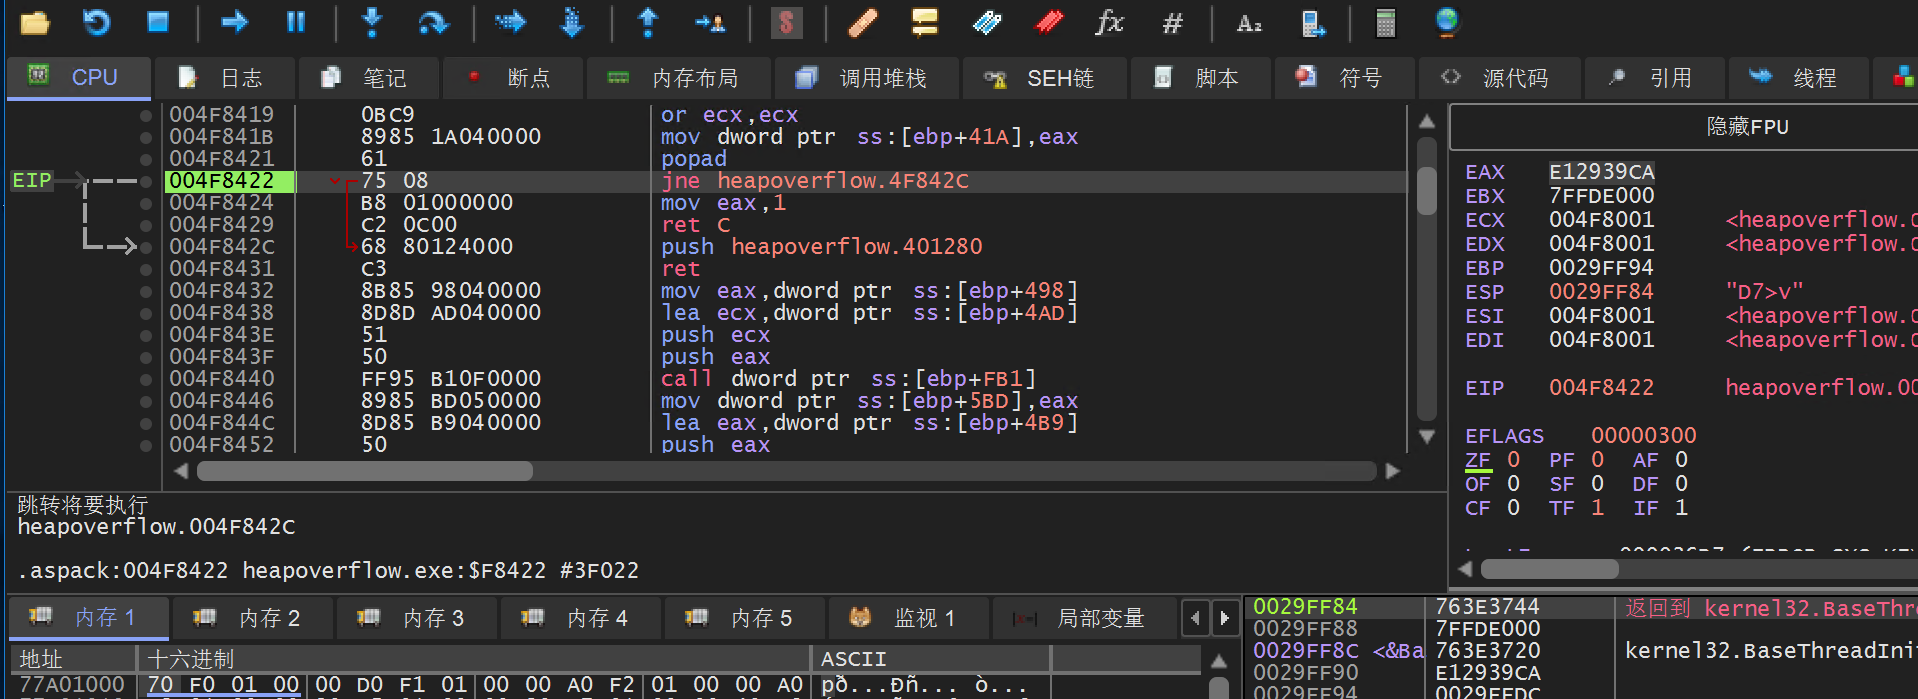 S fx # Az
CPU 日志 笔记 断点 内存布局 调用堆栈 SEH链 脚本 符号 源代码 引用 线程
004F8419 0BC9 or ecx,ecx
004F841B 8985 1A040000 mov dword ptr ss:[ebp+41A],eax
004F8421 61 popad
EIP 004F8422 75 08 jne heapoverflow.4F842C
004F8424 B8 01000000 mov eax,1
004F8429 C2 0C00 ret C
004F842C 68 80124000 push heapoverflow.401280
004F8431 C3 ret
004F8432 8B85 98040000 mov eax,dword ptr ss:[ebp+498]
004F8438 8D8D AD040000 lea ecx,dword ptr ss:[ebp+4AD]
004F843E 51 push ecx
004F843F 50 push eax
004F8440 FF95 B10F0000 call dword ptr ss:[ebp+FB1]
004F8446 8985 BD050000 mov dword ptr ss:[ebp+5BD],eax
004F844C 8D85 B9040000 lea eax,dword ptr ss:[ebp+4B9]
004F8452 50 push eax
隐藏FPU
EAX E12939CA
EBX 7FFDE000
ECX 004F8001 <heapoverflow.
EDX 004F8001 <heapoverflow.
EBP 0029FF94
ESP 0029FF84 "D7>v"
ESI 004F8001 <heapoverflow.
EDI 004F8001 <heapoverflow.
EIP 004F8422 heapoverflow.
EFLAGS 00000300
ZF 0 PF 0 AF 0
OF 0 SF 0 DF 0
CF 0 TF 1 IF 1
跳转将要执行
heapoverflow.004F842C
.aspack:004F8422 heapoverflow.exe:$F8422 #3F022
内存 1 内存 2 内存 3 内存 4 内存 5 监视 1 局部变量
地址 十六进制 ASCII
77A01000 70 F0 01 00 00 D0 F1 01 00 00 A0 F2 01 00 00 A0 pð...Ðñ... ò...
0029FF84 763E3744 返回到 kernel32.BaseThre
0029FF88 7FFDE000
0029FF8C <&Ba 763E3720 kernel32.BaseThreadIni
0029FF90 E12939CA
0029FF94 0029FFDC